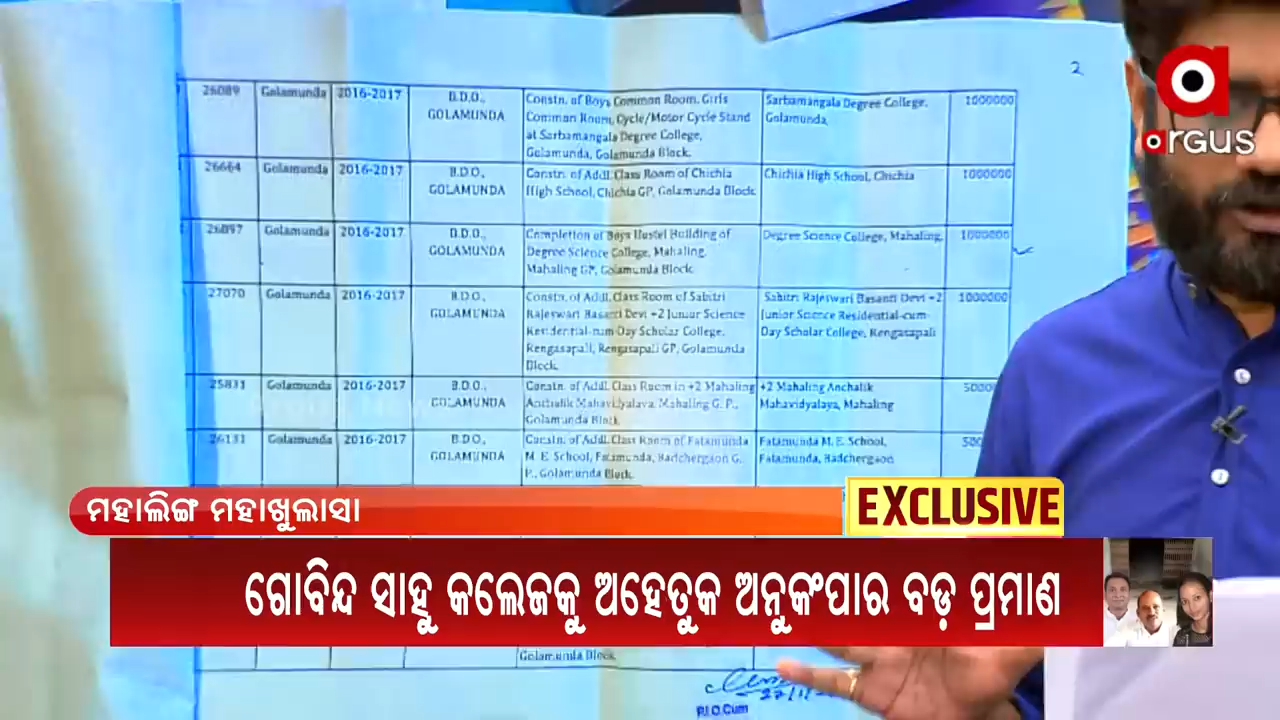 2
argus
26089 Golamunda 2016-2017 B.D.O., GOLAMUNDA Constn. of Boys Common Room, Girls Common Room, Cycle/Motor Cycle Stand at Sarbamangala Degree College, Golamunda, Golamunda Block. Sarbamangala Degree College, Golamunda 1000000
26664 Golamunda 2016-2017 B.D.O., GOLAMUNDA Constn. of Addl. Class Room of Chichia High School, Chichia GP, Golamunda Block Chichia High School, Chichia 1000000
26897 Golamunda 2016-2017 B.D.O., GOLAMUNDA Completion of Boys Hostel Building of Degree Science College, Mahaling, Mahaling GP, Golamunda Block Degree Science College, Mahaling 1000000
27070 Golamunda 2016-2017 B.D.O., GOLAMUNDA Constn. of Addl. Class Room of Sabitri Rajeswari Basanti Devi +2 Junior Science Residential-cum-Day Scholar College, Rengasapali, Rengasapali GP, Golamunda Block Sabitri Rajeswari Basanti Devi +2 Junior Science Residential-cum-Day Scholar College, Rengasapali 1000000
25831 Golamunda 2016-2017 B.D.O., GOLAMUNDA Constn. of Addl. Class Room in +2 Mahaling Anchalik Mahavidyalaya, Mahaling G. P., Golamunda Block +2 Mahaling Anchalik Mahavidyalaya, Mahaling
26131 Golamunda 2016-2017 B.D.O., GOLAMUNDA Constn. of Addl. Class Room of Fatamunda M. E. School, Fatamunda, Badchergaon G. P., Golamunda Block. Fatamunda M. E. School, Fatamunda, Badchergaon
ମହାଲିଙ୍ଗ ମହାଖୁଲାସା
EXCLUSIVE
ଗୋବିନ୍ଦ ସାହୁ କଲେଜକୁ ଅହେତୁକ ଅନୁକଂପାର ବଡ଼ ପ୍ରମାଣ
Golamunda Block
P.I.O.Cum